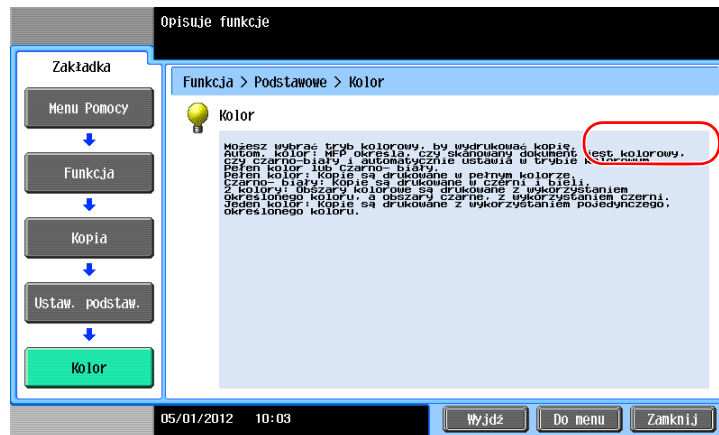 Opisuje funkcje
Zakładka
Funkcja > Podstawowe > Kolor
Menu Pomocy
Kolor
Możesz wybrać tryb kolorowy, by wydrukować kopię.
Autom. kolor: MFP określa, czy skanowany dokument jest kolorowy,
czy czarno-biały i automatycznie ustawia w trybie kolorowym
Pełen kolor lub Czarno- biały.
Pełen kolor: Kopie są drukowane w pełnym kolorze.
Czarno- biały: Kopie są drukowane w czerni i bieli.
2 kolory: Obszary kolorowe są drukowane z wykorzystaniem
określonego koloru, a obszary czarne, z wykorzystaniem czerni.
Jeden kolor: Kopie są drukowane z wykorzystaniem pojedynczego,
określonego koloru.
Funkcja
Kopia
Ustaw. podstaw.
Kolor
05/01/2012 10:03
Wyjdź
Do menu
Zamknij